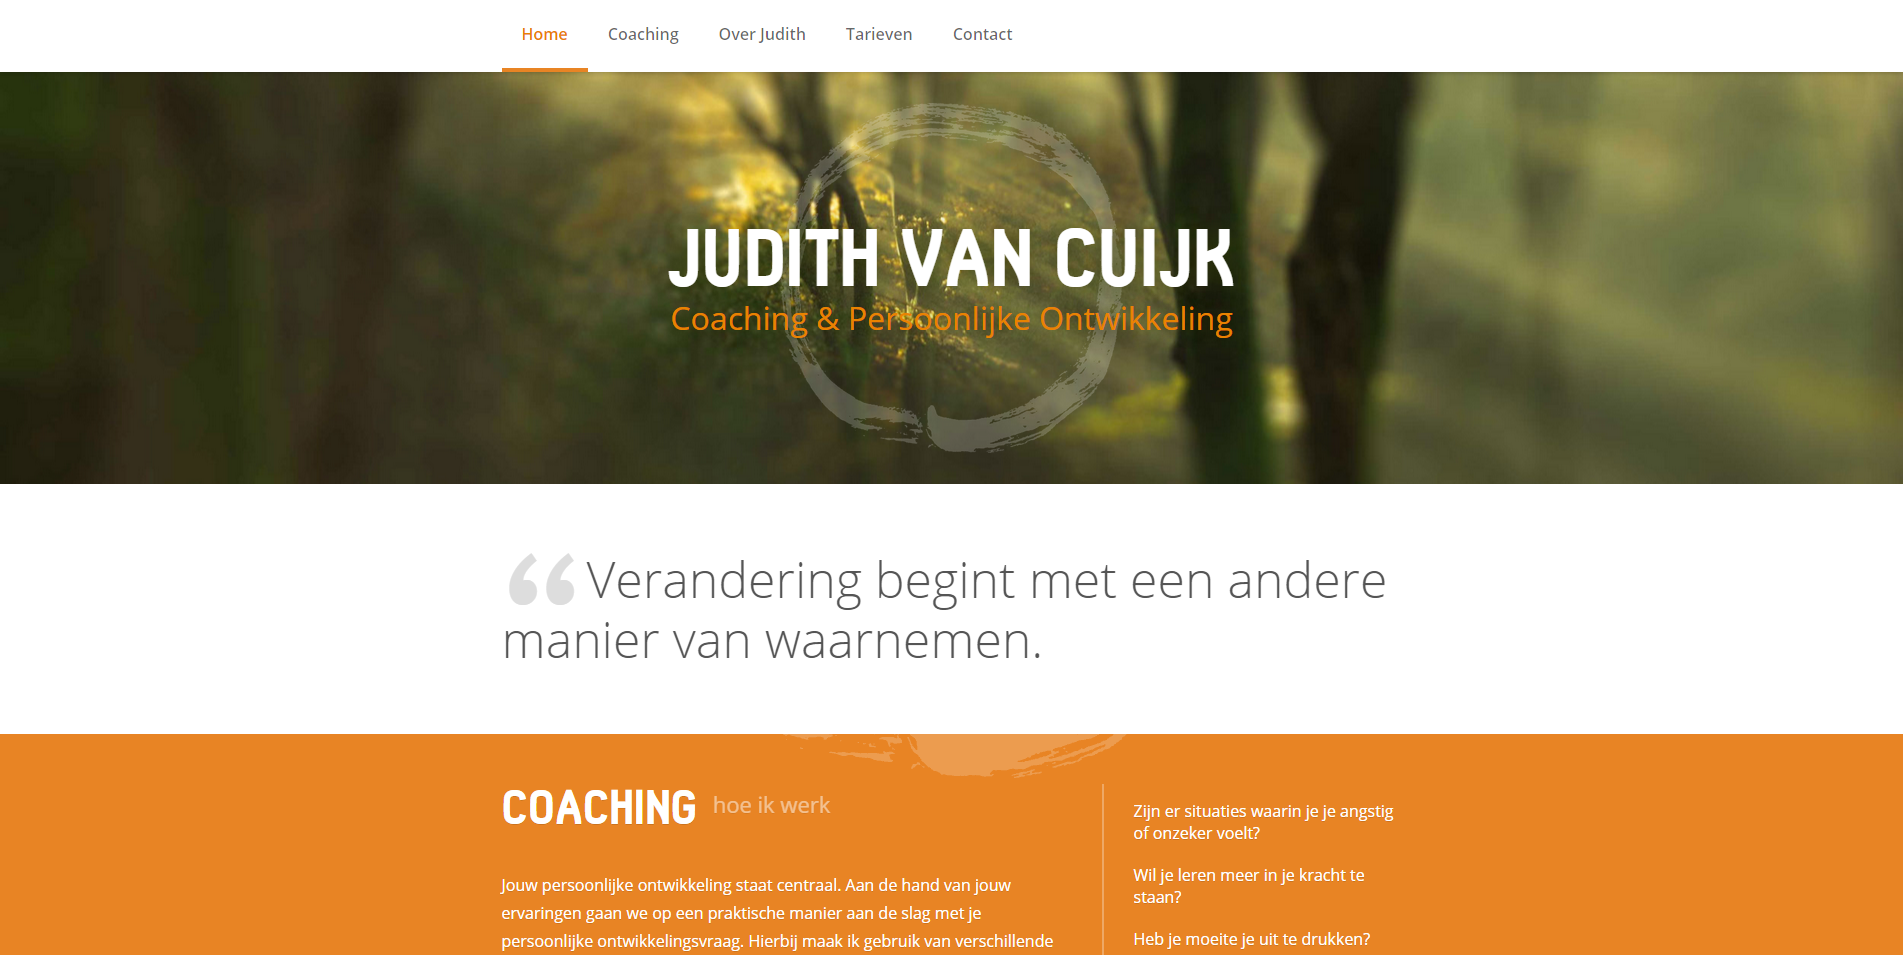 Home
Coaching
Over Judith
Tarieven
Contact
JUDITH VAN CUIJK
Coaching & Persoonlijke Ontwikkeling
“Verandering begint met een andere
manier van waarnemen.
COACHING hoe ik werk
Jouw persoonlijke ontwikkeling staat centraal. Aan de hand van jouw
ervaringen gaan we op een praktische manier aan de slag met je
persoonlijke ontwikkelingsvraag. Hierbij maak ik gebruik van verschillende
Zijn er situaties waarin je je angstig
of onzeker voelt?
Wil je leren meer in je kracht te
staan?
Heb je moeite je uit te drukken?